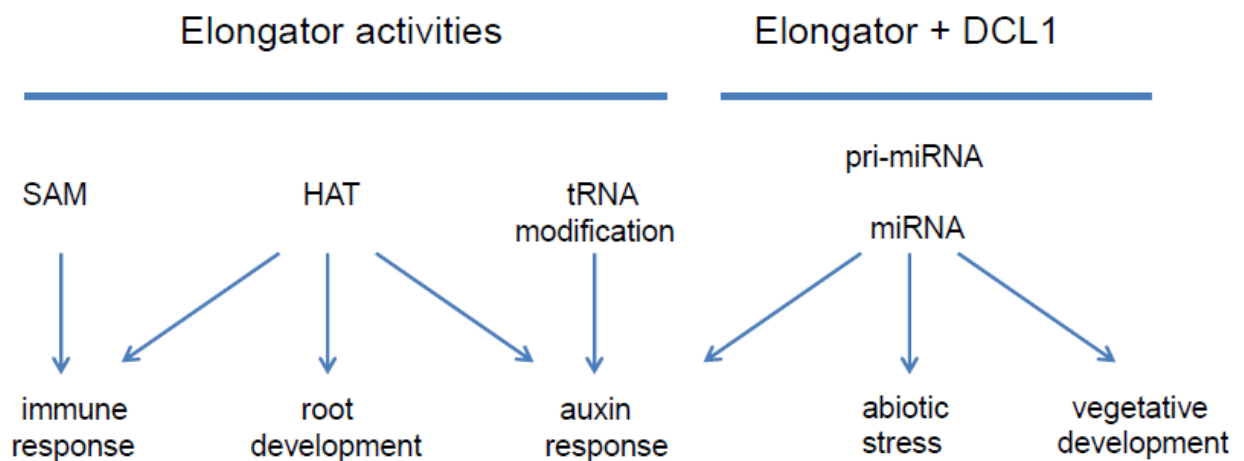 Elongator activities
Elongator + DCL1
pri-miRNA
SAM
HAT
tRNA
modification
miRNA
immune
response
root
development
auxin
response
abiotic
stress
vegetative
development